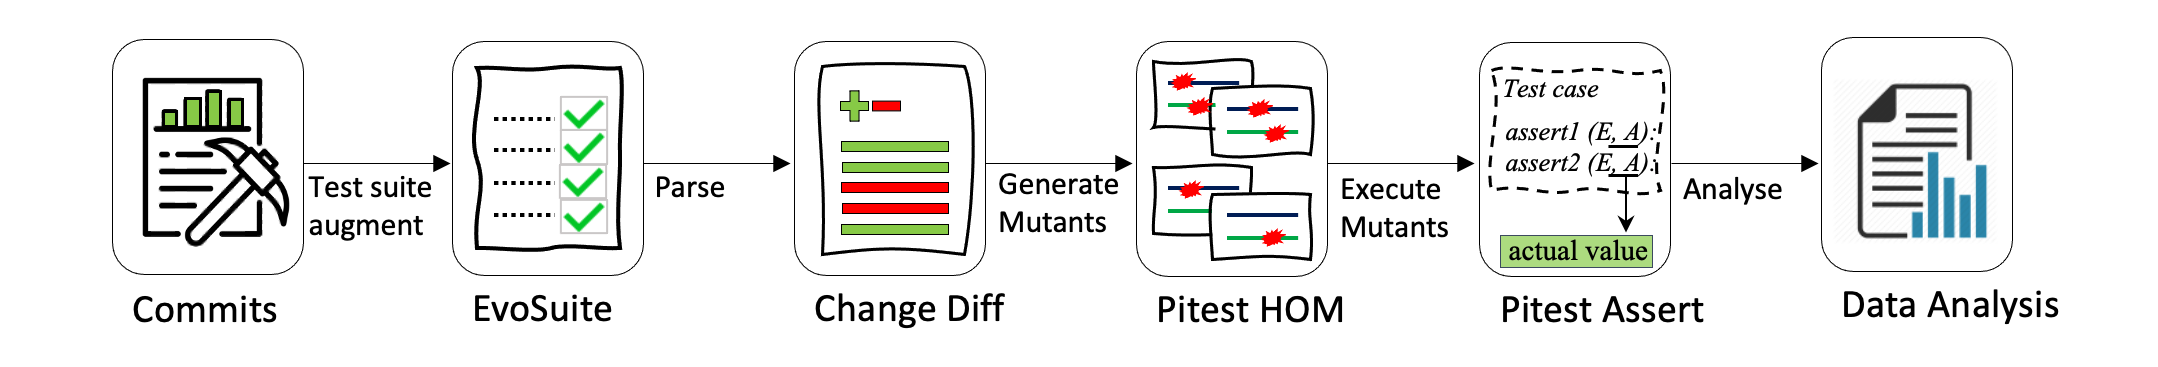 Test suite
augment
Parse
Generate
Mutants
Execute
Mutants
Test case
assert1 (E, A):
assert2 (E, A):
actual value
Analyse
Commits
EvoSuite
Change Diff
Pitest HOM
Pitest Assert
Data Analysis